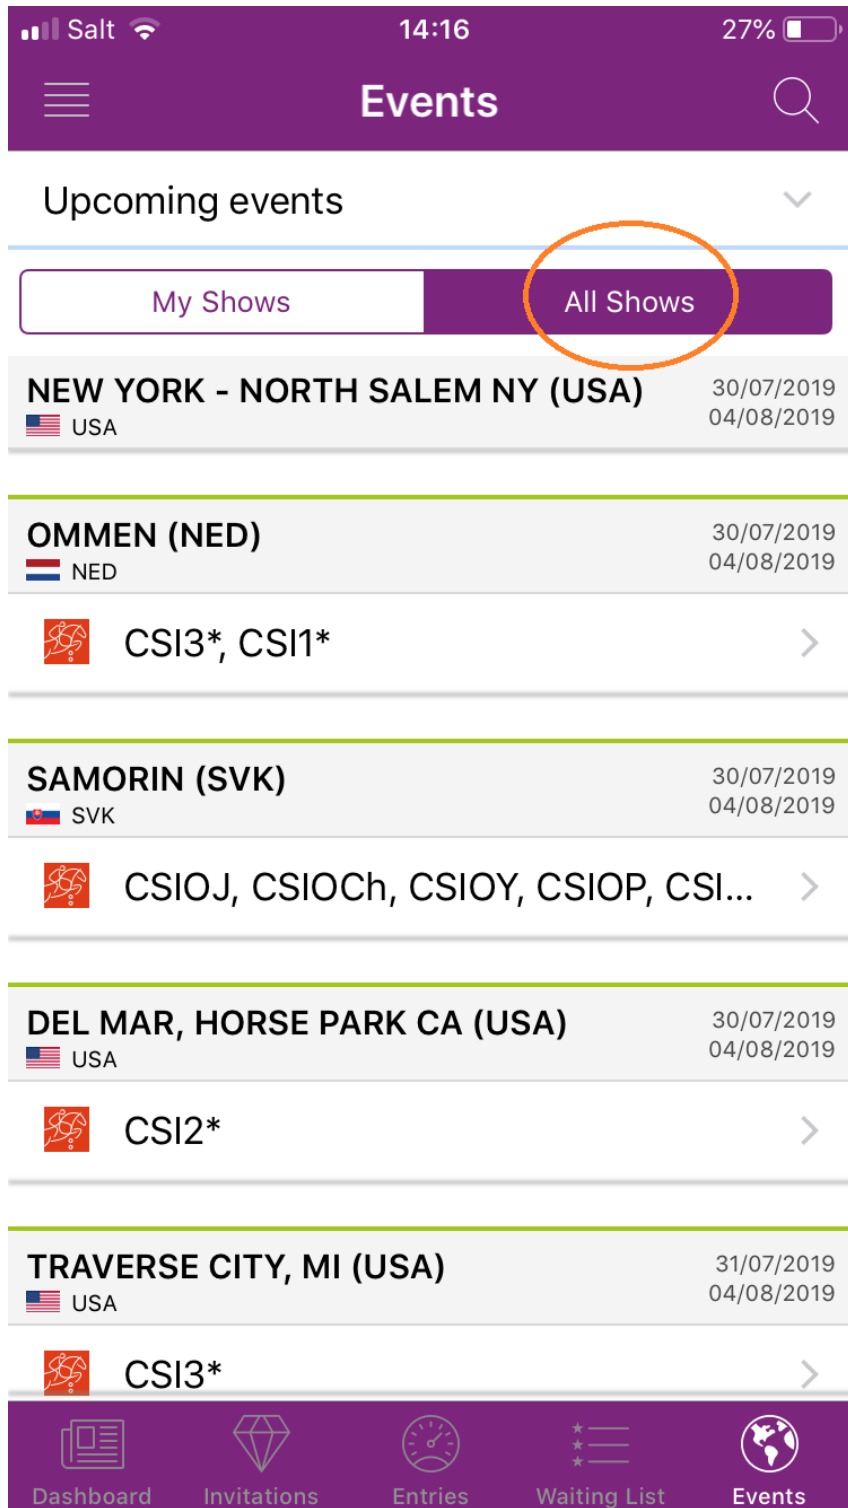 Salt 14:16 27%
Events
Upcoming events
My Shows All Shows
NEW YORK - NORTH SALEM NY (USA) 30/07/2019
USA 04/08/2019
OMMEN (NED) 30/07/2019
NED 04/08/2019
CSI3*, CSI1*
SAMORIN (SVK) 30/07/2019
SVK 04/08/2019
CSIOJ, CSIOCh, CSIOY, CSIOP, CSI...
DEL MAR, HORSE PARK CA (USA) 30/07/2019
USA 04/08/2019
CSI2*
TRAVERSE CITY, MI (USA) 31/07/2019
USA 04/08/2019
CSI3*
Dashboard Invitations Entries Waiting List Events